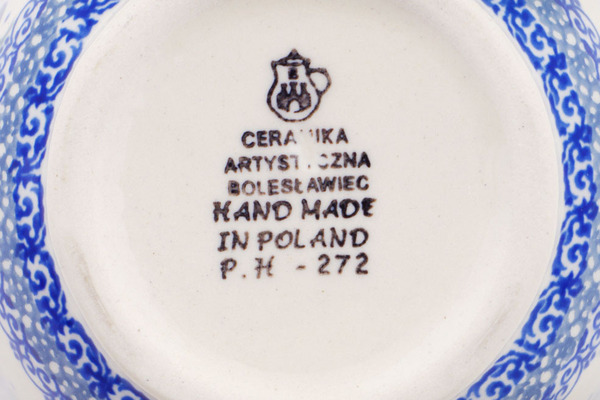 CERAMIKA
ARTYSTYCZNA
BOLESŁAWIEC
HAND MADE
IN POLAND
P.H - 272